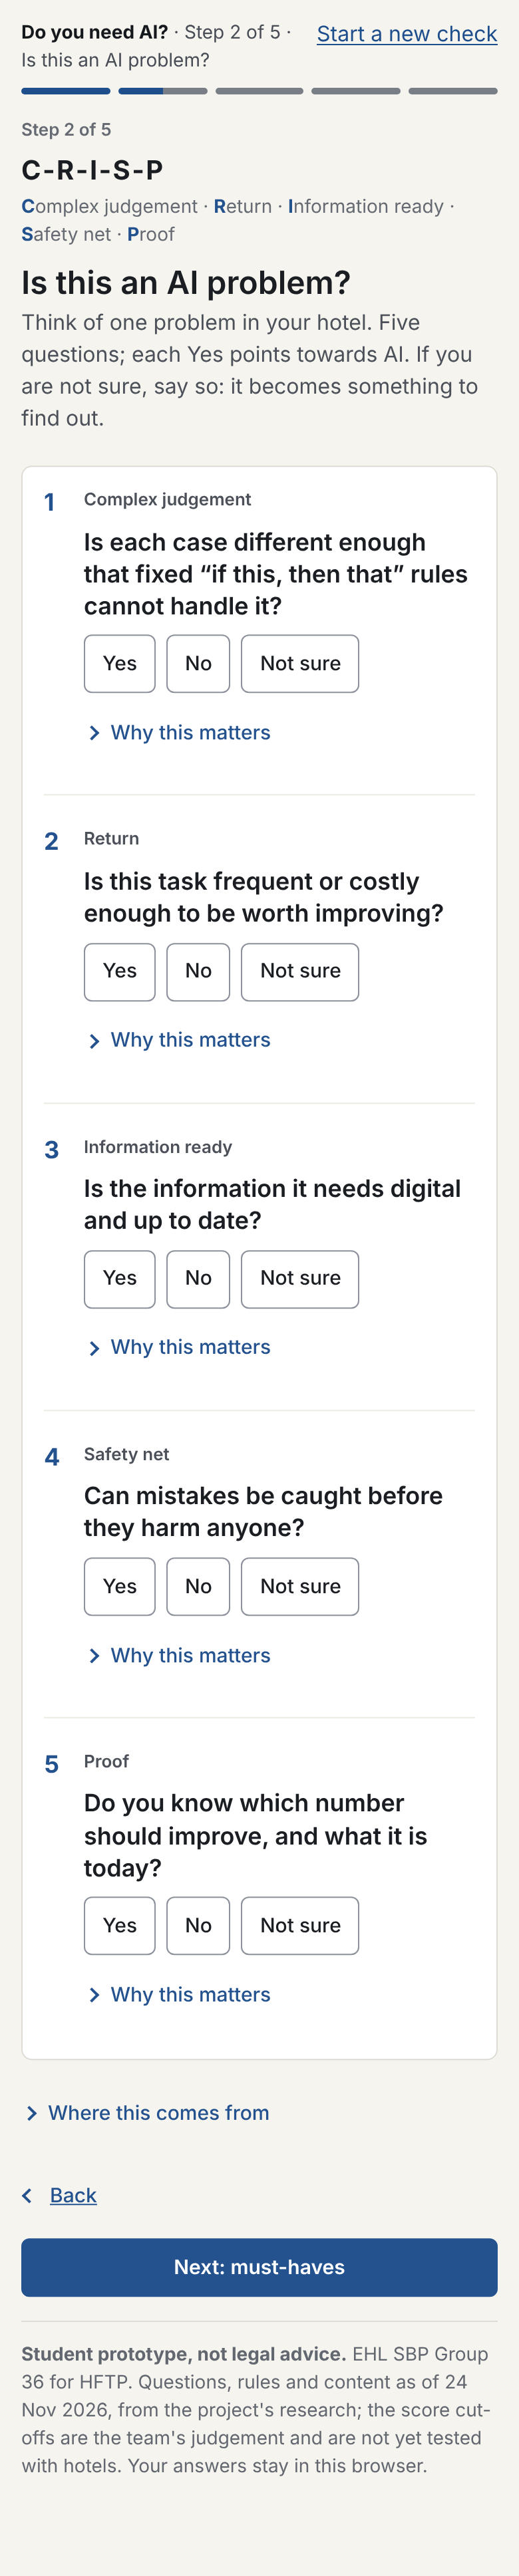 Do you need AI? · Step 2 of 5 ·
Is this an AI problem?
Start a new check
Step 2 of 5
C-R-I-S-P
Complex judgement · Return · Information ready ·
Safety net · Proof
Is this an AI problem?
Think of one problem in your hotel. Five
questions; each Yes points towards AI. If you
are not sure, say so: it becomes something to
find out.
1
Complex judgement
Is each case different enough
that fixed “if this, then that” rules
cannot handle it?
Yes
No
Not sure
Why this matters
2
Return
Is this task frequent or costly
enough to be worth improving?
Yes
No
Not sure
Why this matters
3
Information ready
Is the information it needs digital
and up to date?
Yes
No
Not sure
Why this matters
4
Safety net
Can mistakes be caught before
they harm anyone?
Yes
No
Not sure
Why this matters
5
Proof
Do you know which number
should improve, and what it is
today?
Yes
No
Not sure
Why this matters
Where this comes from
Back
Next: must-haves
Student prototype, not legal advice. EHL SBP Group
36 for HFTP. Questions, rules and content as of 24
Nov 2026, from the project's research; the score cut-
offs are the team's judgement and are not yet tested
with hotels. Your answers stay in this browser.